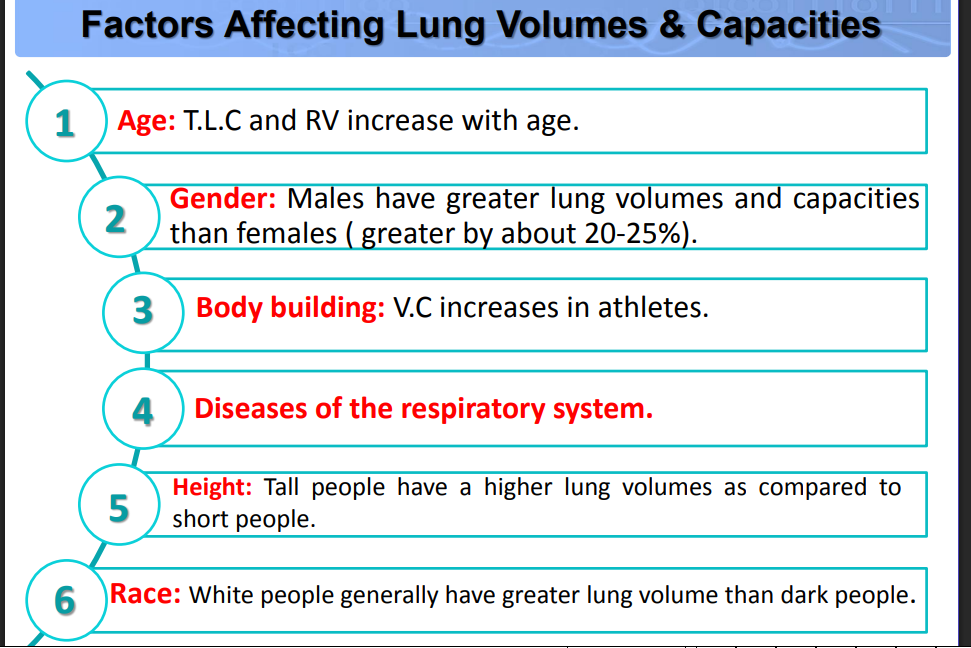 Factors Affecting Lung Volumes & Capacities
1
Age: T.L.C and RV increase with age.
2
Gender: Males have greater lung volumes and capacities
than females ( greater by about 20-25%).
3
Body building: V.C increases in athletes.
4
Diseases of the respiratory system.
5
Height: Tall people have a higher lung volumes as compared to
short people.
6
Race: White people generally have greater lung volume than dark people.